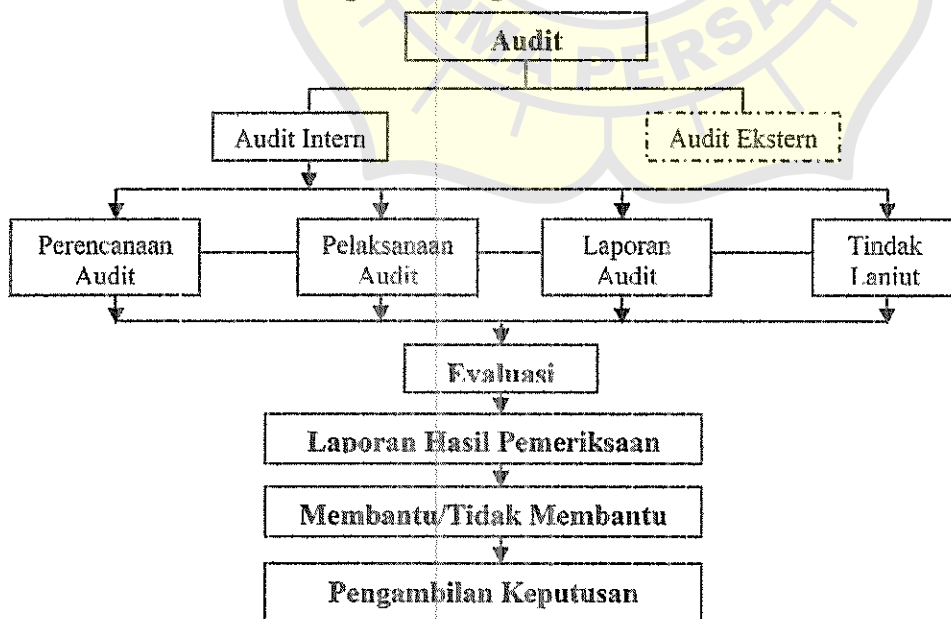 Audit
Audit Intern
Audit Ekstern
Perencanaan
Audit
Pelaksanaan
Audit
Laporan
Audit
Tindak
Lanjut
Evaluasi
Laporan Hasil Pemeriksaan
Membantu/Tidak Membantu
Pengambilan Keputusan